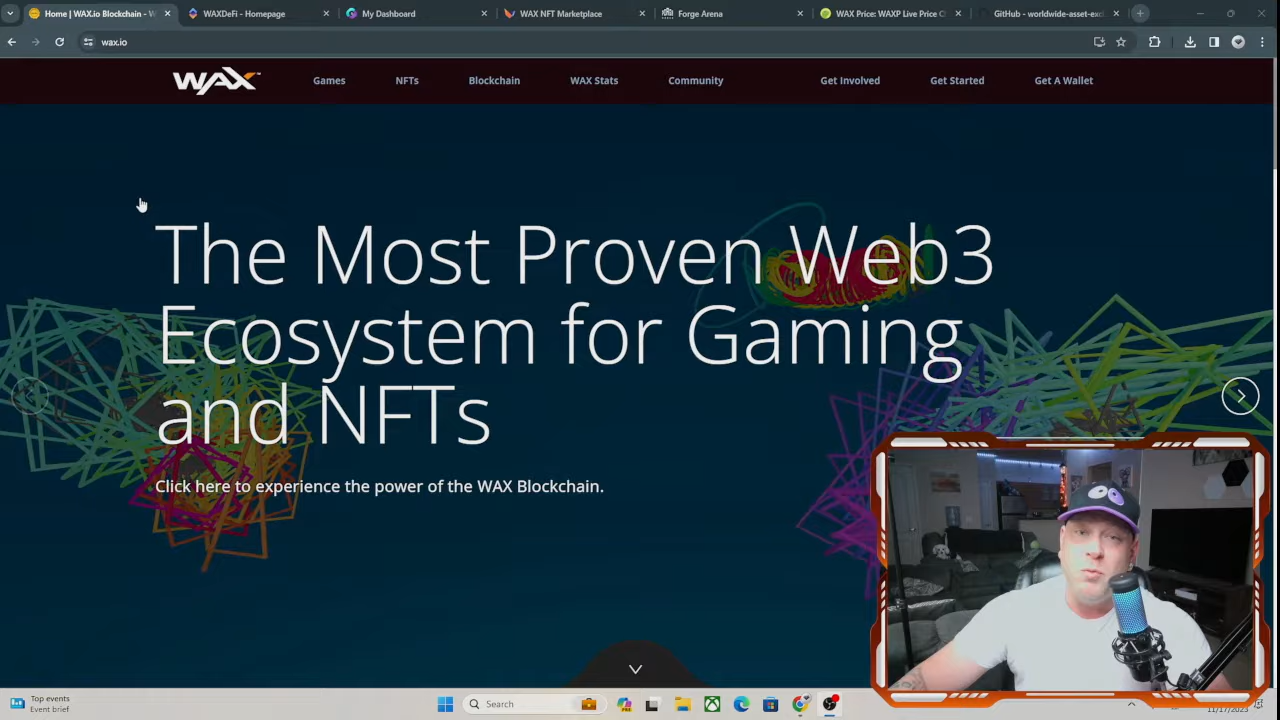 Home | WAX.io Blockchain - W
WAXDeFi - Homepage
My Dashboard
WAX NFT Marketplace
Forge Arena
WAX Price: WAXP Live Price C
GitHub - worldwide-asset-exc
wax.io
WAX
Games
NFTs
Blockchain
WAX Stats
Community
Get Involved
Get Started
Get A Wallet
The Most Proven Web3
Ecosystem for Gaming
and NFTs
Click here to experience the power of the WAX Blockchain.
Top events
Event brief
Search
11/17/2023